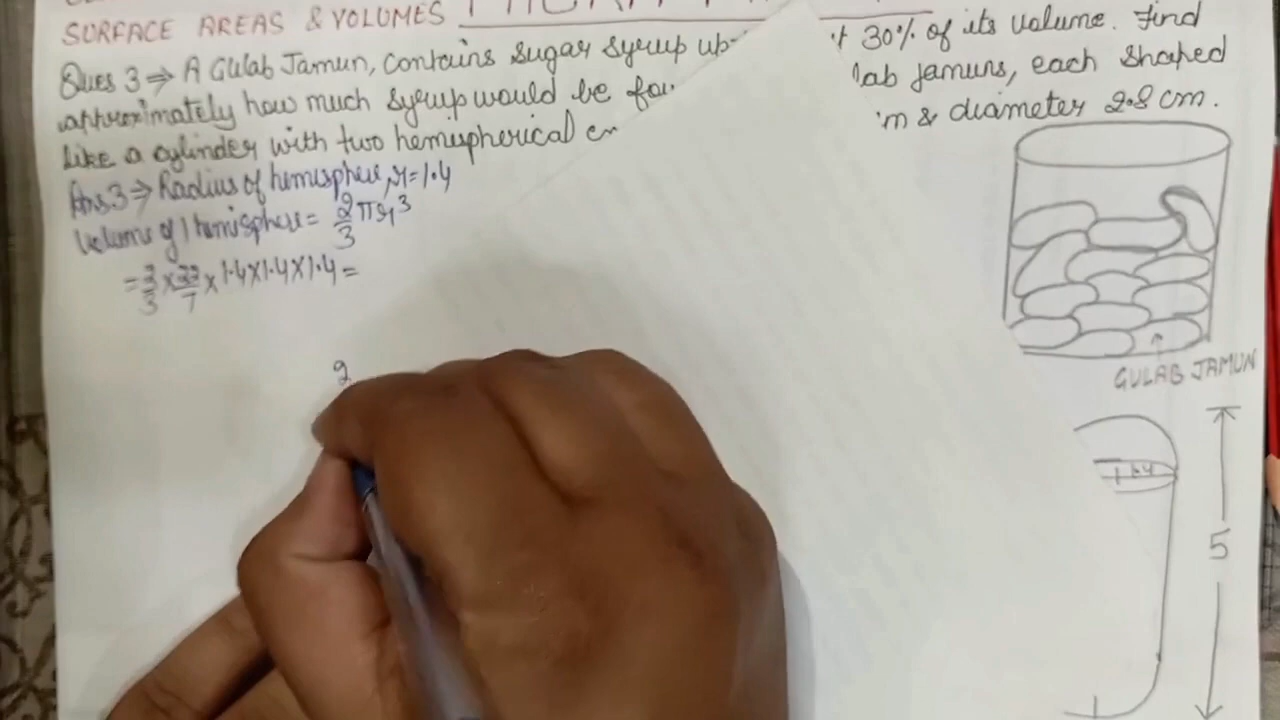 SURFACE AREAS & VOLUMES
Ques 3 ⇒ A Gulab Jamun, contains sugar syrup up 30% of its volume. Find
approximately how much syrup would be jamuns, each shaped
like a cylinder with two hemispherical & diameter 2.8 cm.
Ans 3 ⇒ Radius of hemisphere, r = 1.4
Volume of 1 hemisphere = 2/3 πr³
= 2/3 × 22/7 × 1.4 × 1.4 × 1.4 =
2
GULAB JAMUN
1.4
5